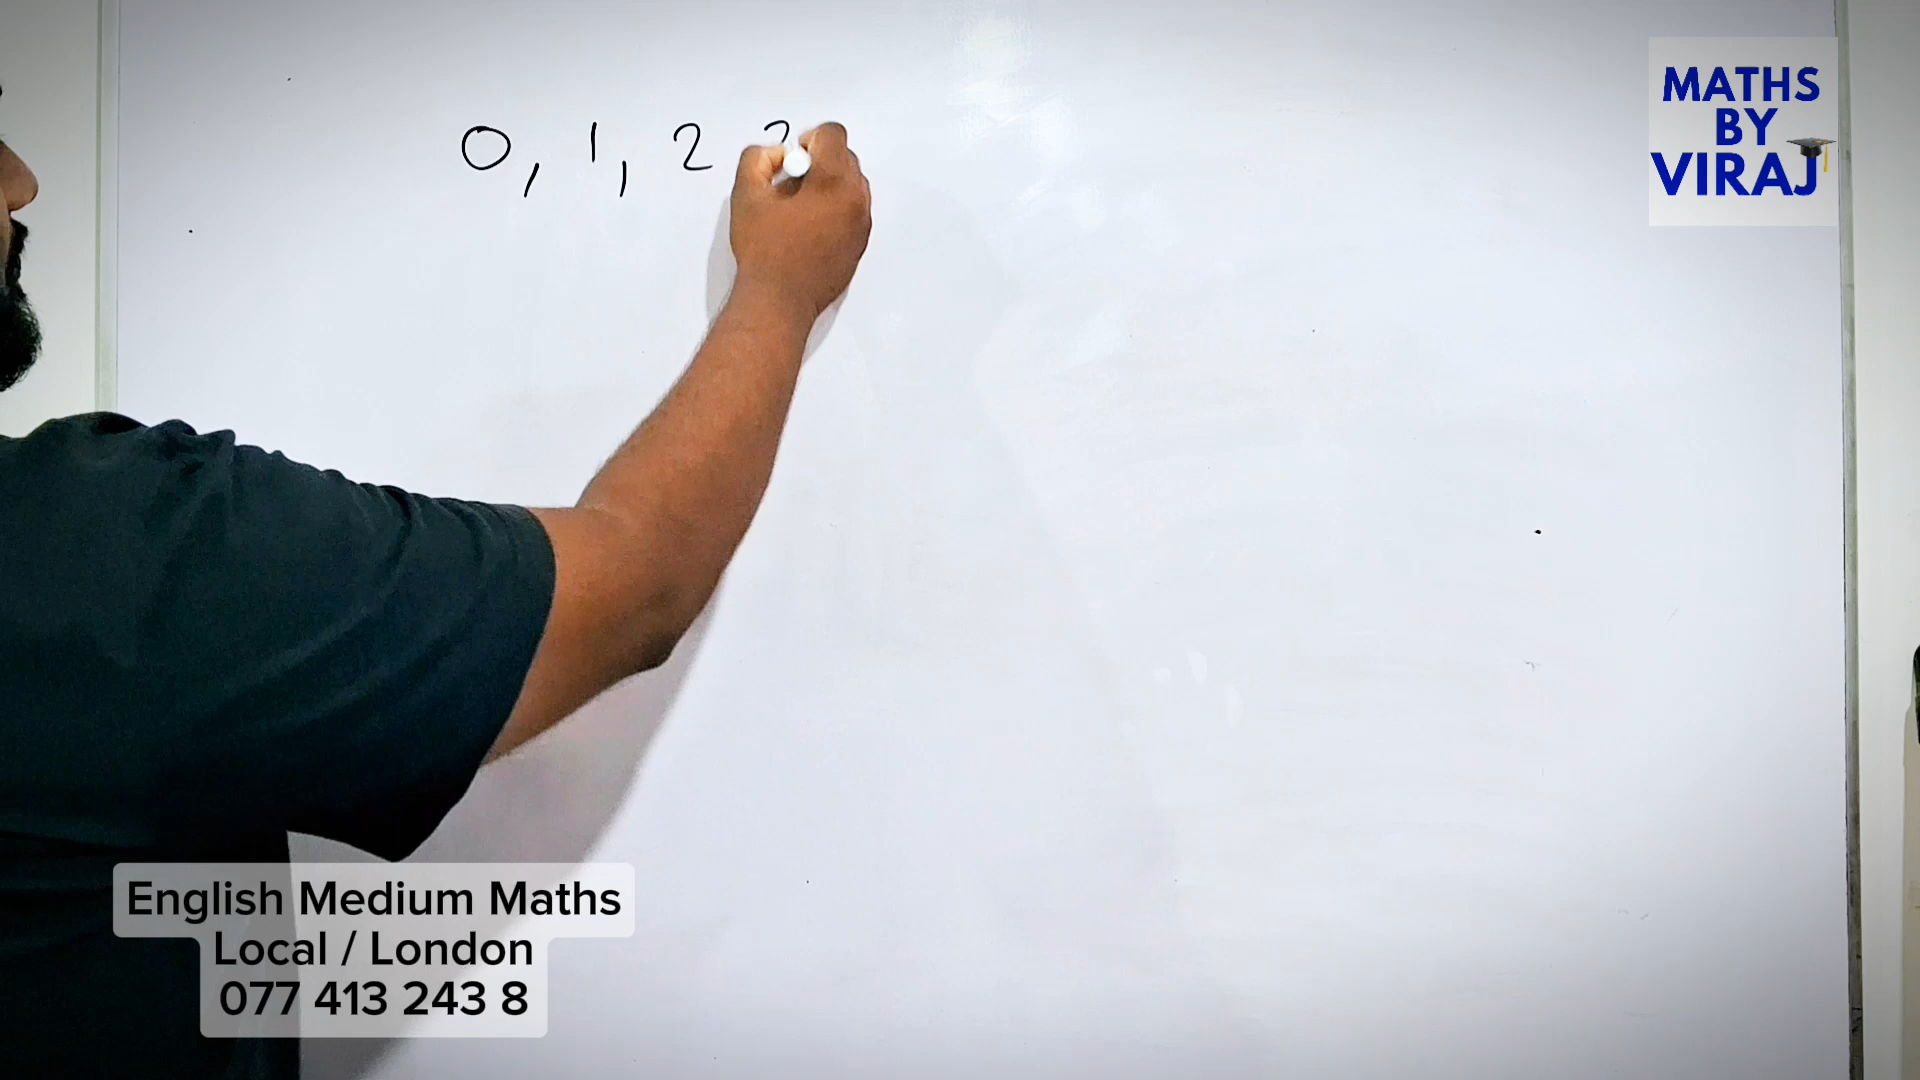 0, 1, 2
MATHS
BY
VIRAJ
English Medium Maths
Local / London
077 413 243 8